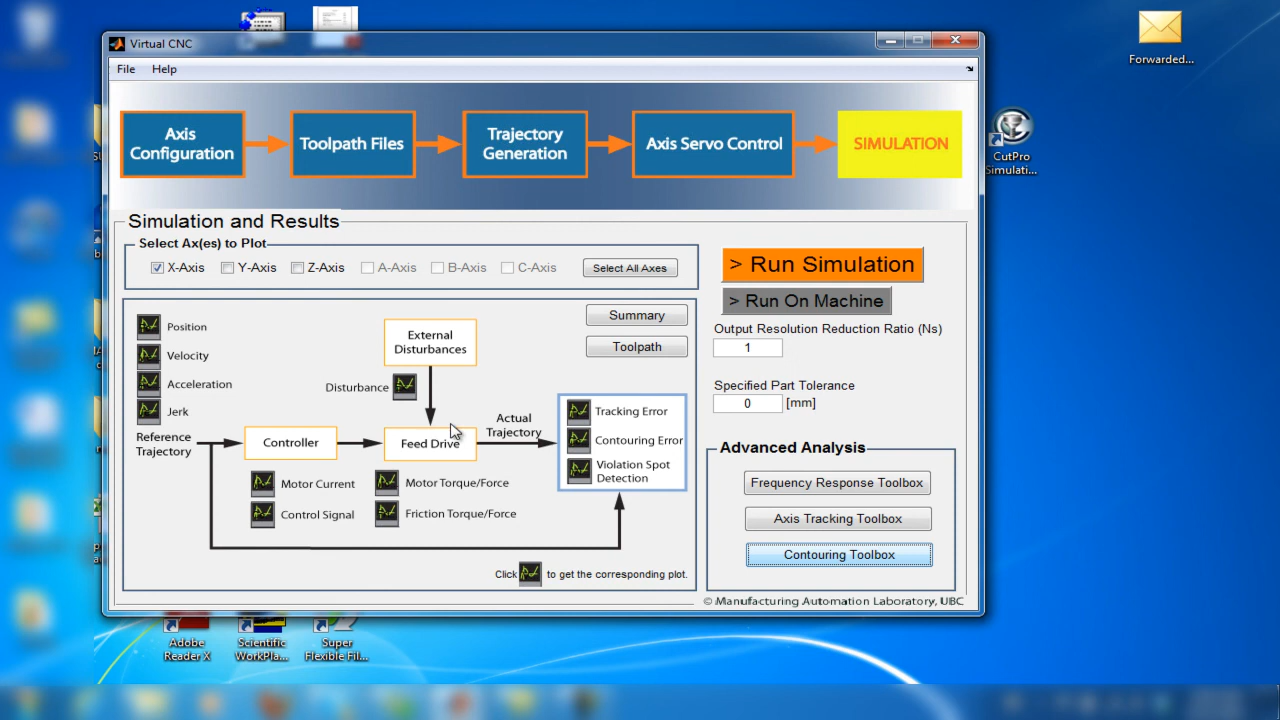 Forwarded...
CutPro
Simulati...
Virtual CNC
File Help
Axis
Configuration
Toolpath Files
Trajectory
Generation
Axis Servo Control
SIMULATION
Simulation and Results
Select Ax(es) to Plot
X-Axis Y-Axis Z-Axis A-Axis B-Axis C-Axis Select All Axes
Position
Velocity
Acceleration
Jerk
Reference
Trajectory
Controller
External
Disturbances
Disturbance
Feed Drive
Actual
Trajectory
Summary
Toolpath
Tracking Error
Contouring Error
Violation Spot
Detection
Motor Current
Control Signal
Motor Torque/Force
Friction Torque/Force
Click to get the corresponding plot.
> Run Simulation
> Run On Machine
Output Resolution Reduction Ratio (Ns)
1
Specified Part Tolerance
0 [mm]
Advanced Analysis
Frequency Response Toolbox
Axis Tracking Toolbox
Contouring Toolbox
© Manufacturing Automation Laboratory, UBC
Adobe
Reader X
Scientific
WorkPla...
Super
Flexible Fil...